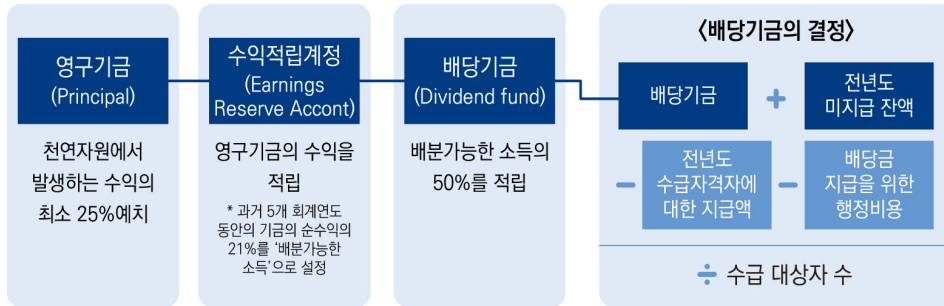 영구기금
(Principal)
천연자원에서
발생하는 수익의
최소 25%예치
수익적립계정
(Earnings
Reserve Accont)
영구기금의 수익을
적립
* 과거 5개 회계연도
동안의 기금의 순수익의
21%를 ‘배분가능한
소득’으로 설정
배당기금
(Dividend fund)
배분가능한 소득의
50%를 적립
〈배당기금의 결정〉
배당기금
+
전년도
미지급 잔액
-
전년도
수급자격자에
대한 지급액
-
배당금
지급을 위한
행정비용
÷ 수급 대상자 수